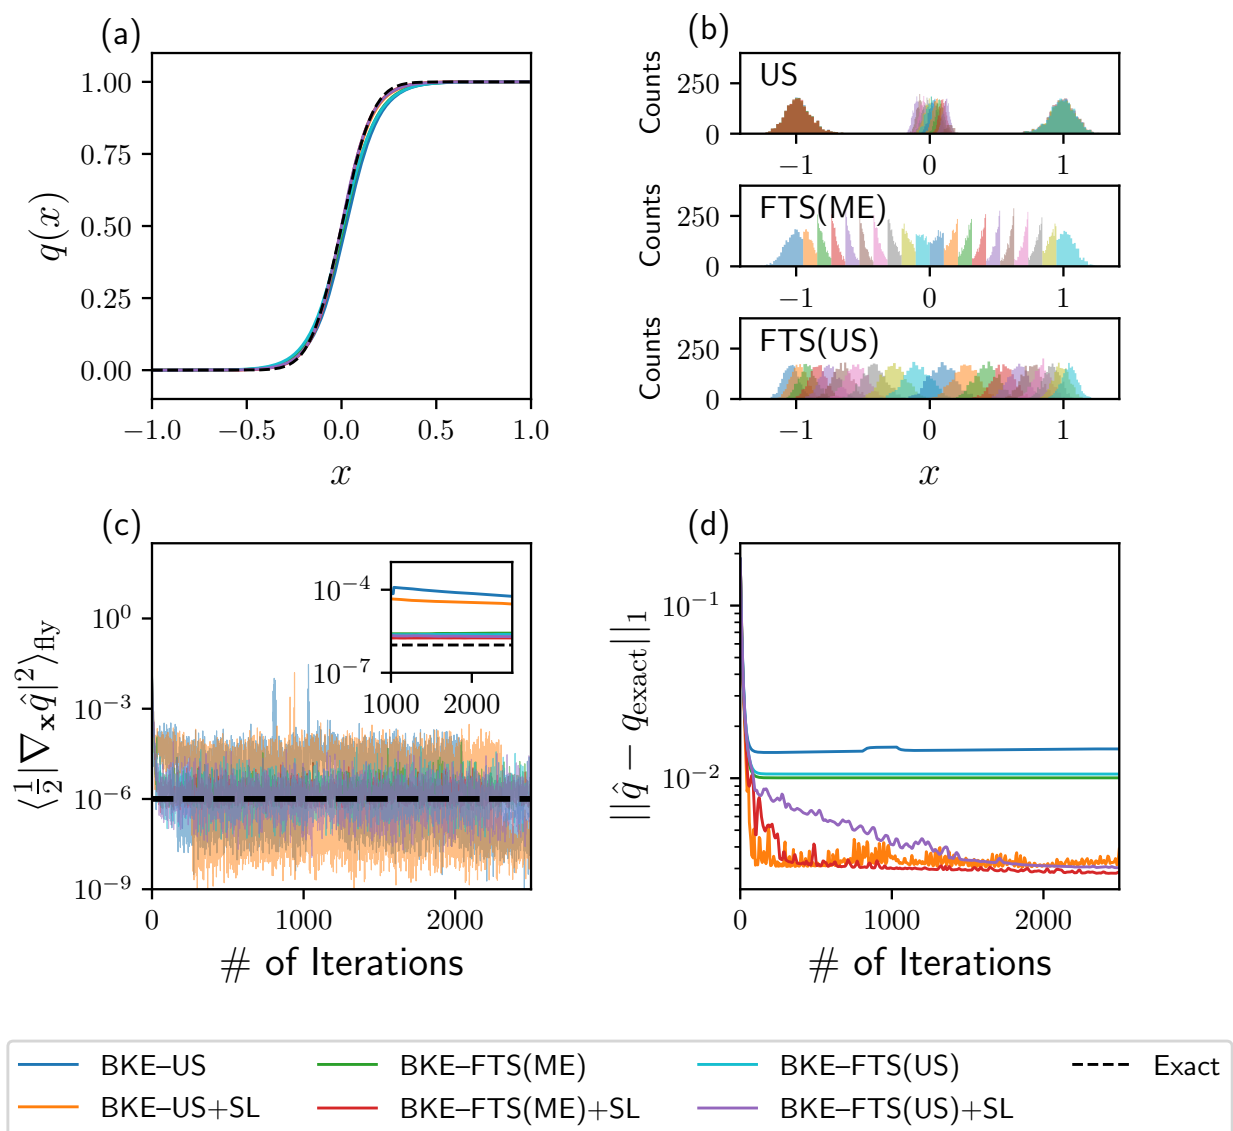 (a)
1.00
0.75
0.50
0.25
0.00
q(x)
−1.0 −0.5 0.0 0.5 1.0
x
(b)
US
250
0
Counts
−1 0 1
FTS(ME)
250
0
Counts
−1 0 1
FTS(US)
250
0
Counts
−1 0 1
x
(c)
10^0
10^−3
10^−6
10^−9
⟨½|∇_x q̂|²⟩_fly
10^−4
10^−7
1000 2000
0 1000 2000
# of Iterations
(d)
10^−1
10^−2
||q̂ − q_exact||_1
0 1000 2000
# of Iterations
BKE–US BKE–FTS(ME) BKE–FTS(US) Exact
BKE–US+SL BKE–FTS(ME)+SL BKE–FTS(US)+SL